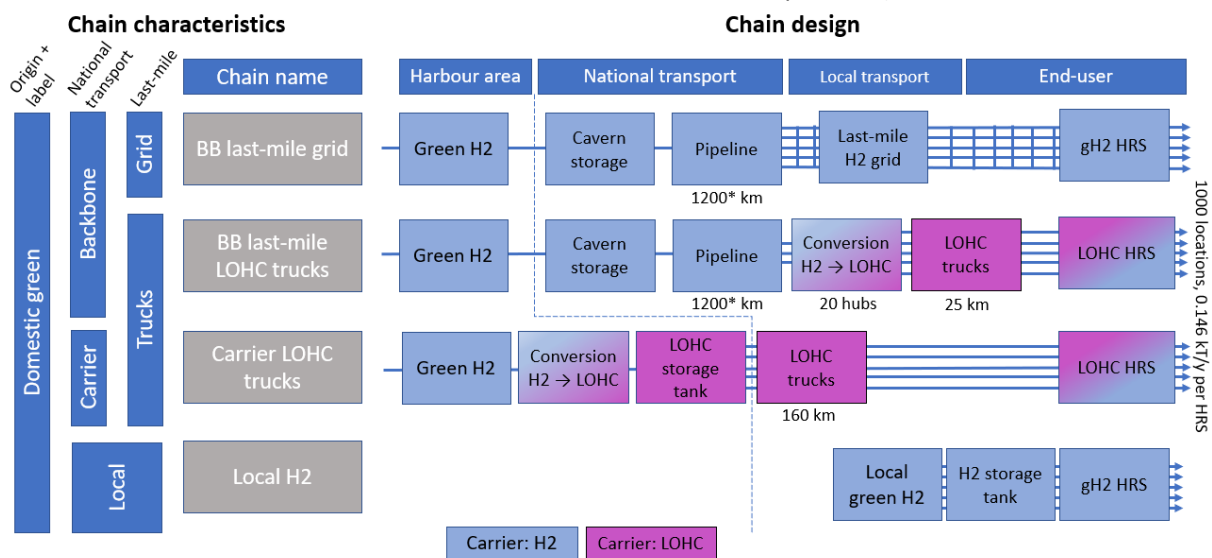 Chain characteristics
Chain design
Origin +
label
National
transport
Last-mile
Chain name
Harbour area
National transport
Local transport
End-user
Domestic green
Backbone
Grid
BB last-mile grid
Green H2
Cavern
storage
Pipeline
1200* km
Last-mile
H2 grid
gH2 HRS
Trucks
BB last-mile
LOHC trucks
Green H2
Cavern
storage
Pipeline
1200* km
Conversion
H2 → LOHC
20 hubs
LOHC
trucks
25 km
LOHC HRS
Carrier
Carrier LOHC
trucks
Green H2
Conversion
H2 → LOHC
LOHC
storage
tank
LOHC
trucks
160 km
LOHC HRS
Local
Local H2
Local
green H2
H2 storage
tank
gH2 HRS
1000 locations, 0.146 kT/y per HRS
Carrier: H2
Carrier: LOHC